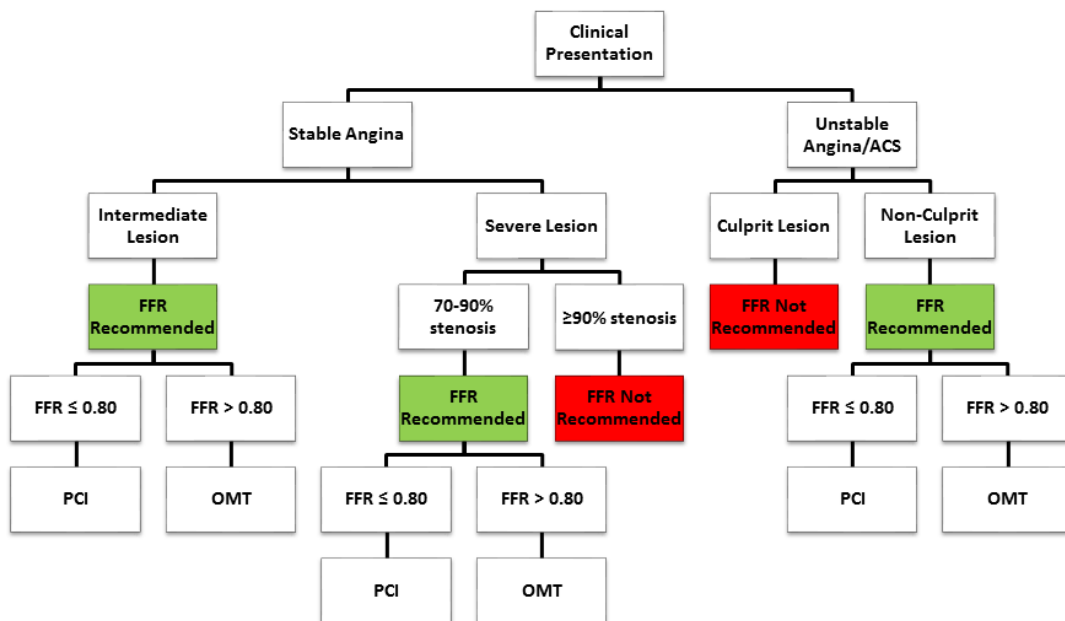 Clinical
Presentation
Stable Angina
Unstable
Angina/ACS
Intermediate
Lesion
Severe Lesion
Culprit Lesion
Non-Culprit
Lesion
FFR
Recommended
70-90%
stenosis
≥90% stenosis
FFR Not
Recommended
FFR
Recommended
FFR ≤ 0.80
FFR > 0.80
FFR
Recommended
FFR Not
Recommended
FFR ≤ 0.80
FFR > 0.80
PCI
OMT
FFR ≤ 0.80
FFR > 0.80
PCI
OMT
PCI
OMT